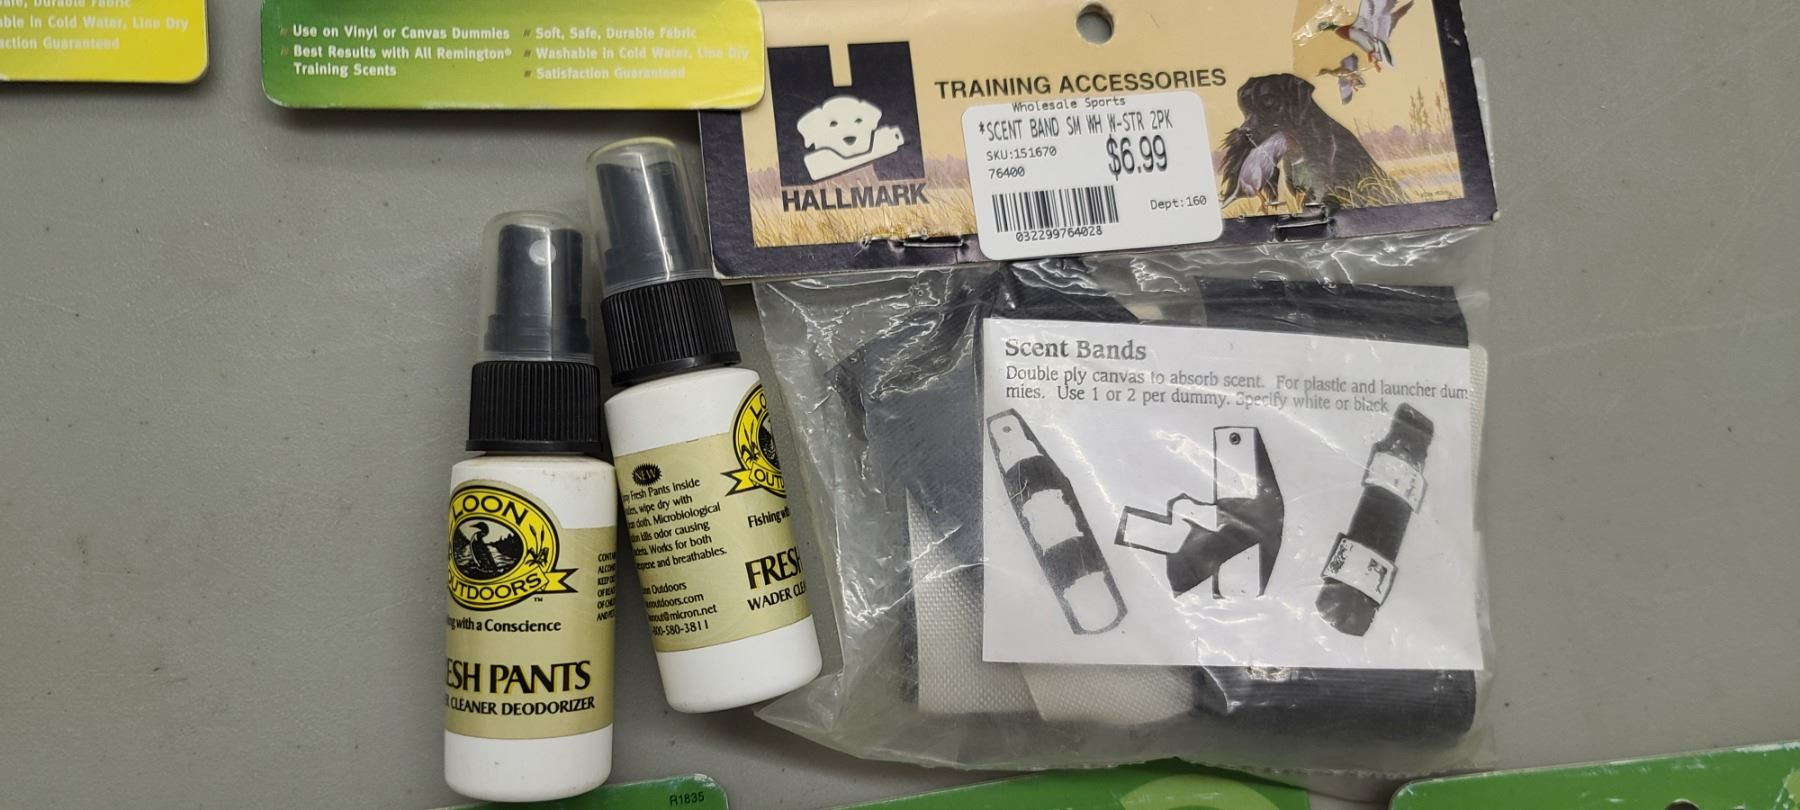 able in Cold Water, Line Dry
action Guaranteed
Use on Vinyl or Canvas Dummies
Best Results with All Remington®
Training Scents
Soft, Safe, Durable Fabric
Washable in Cold Water, Line Dry
Satisfaction Guaranteed
HALLMARK
TRAINING ACCESSORIES
Wholesale Sports
*SCENT BAND SM WH W-STR 2PK
SKU:151670
76400
$6.99
Dept:160
032299764028
Scent Bands
Double ply canvas to absorb scent. For plastic and launcher dum
mies. Use 1 or 2 per dummy. Specify white or black
LOON
OUTDOORS
TM
with a Conscience
ESH PANTS
CLEANER DEODORIZER
NEW
Fresh Pants Inside
wipe dry with
cloth. Microbiological
kills odor causing
Works for both
and breathables.
Outdoors
micron.net
800-580-3811
LO
OUT
Fishing
FRESH
WADER CLEA
R1835